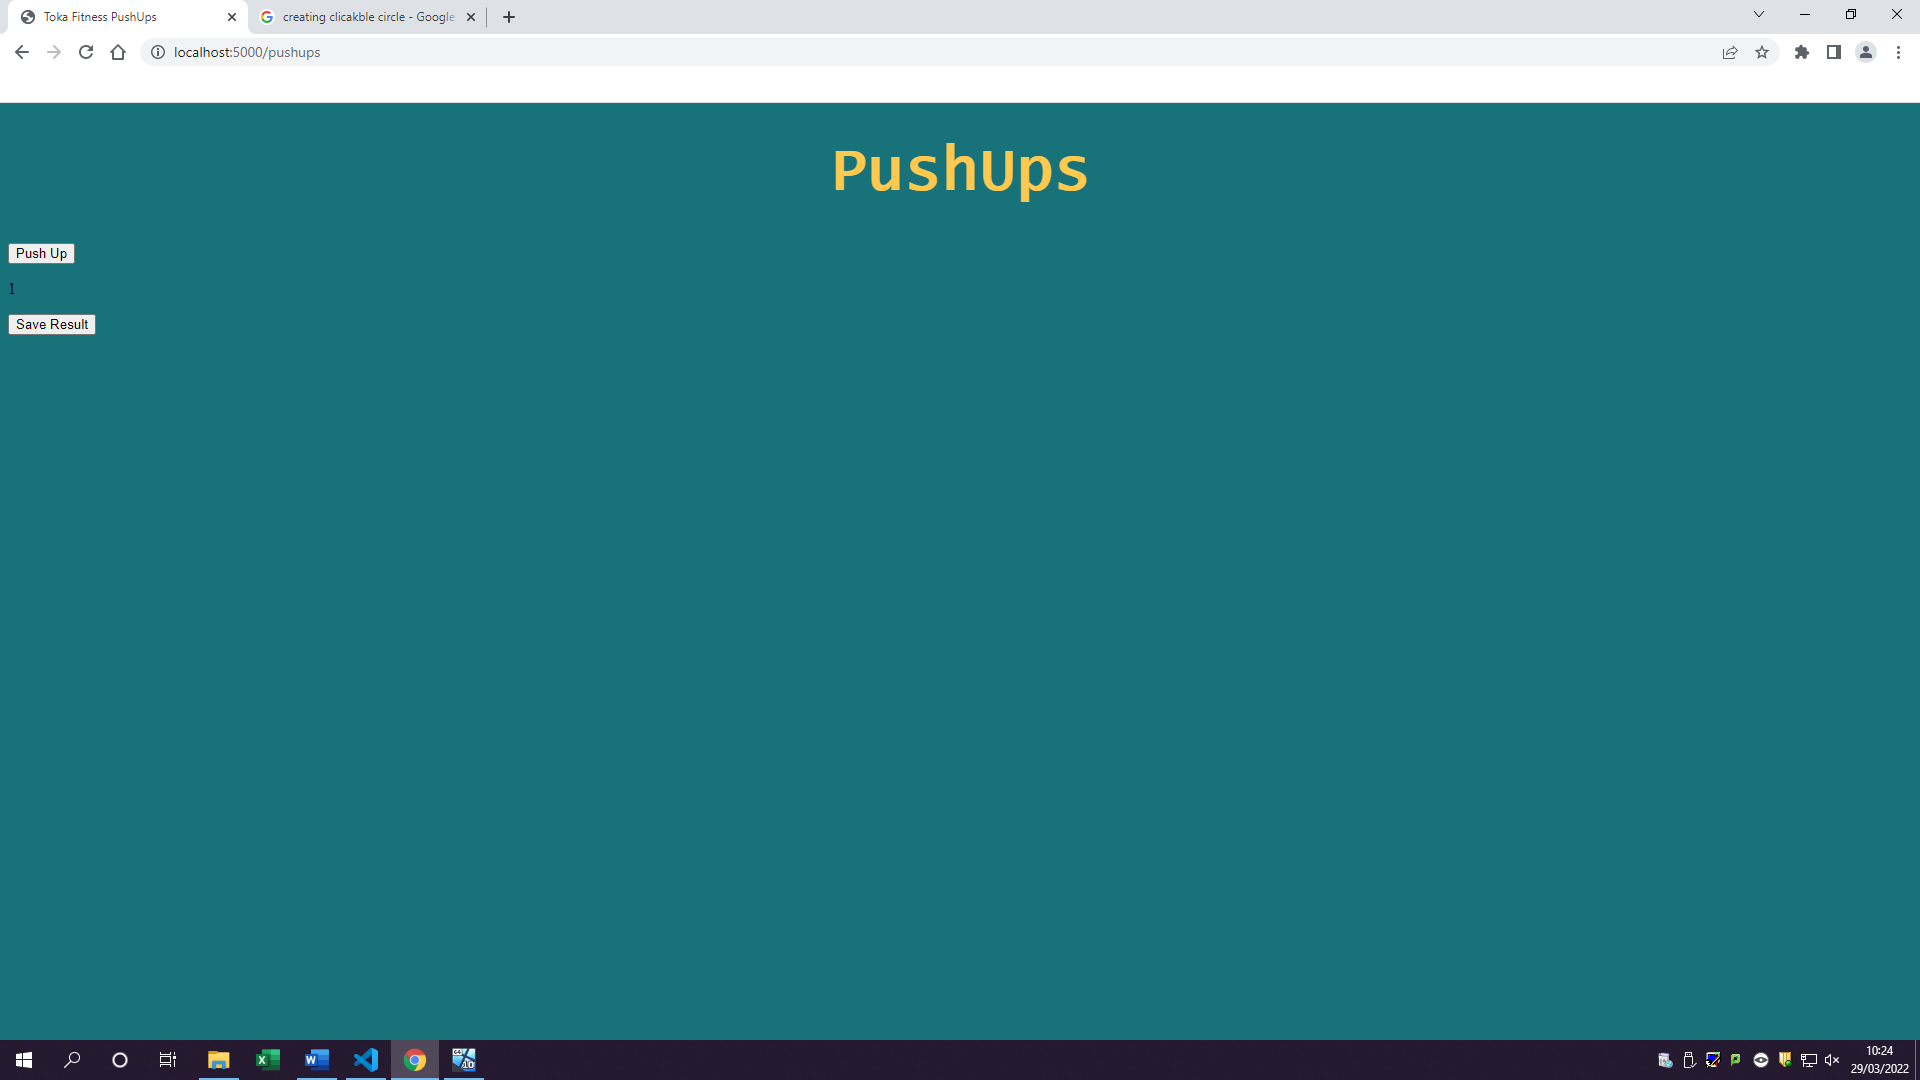 Toka Fitness PushUps
creating clicakble circle - Google
localhost:5000/pushups
PushUps
Push Up
1
Save Result
10:24
29/03/2022